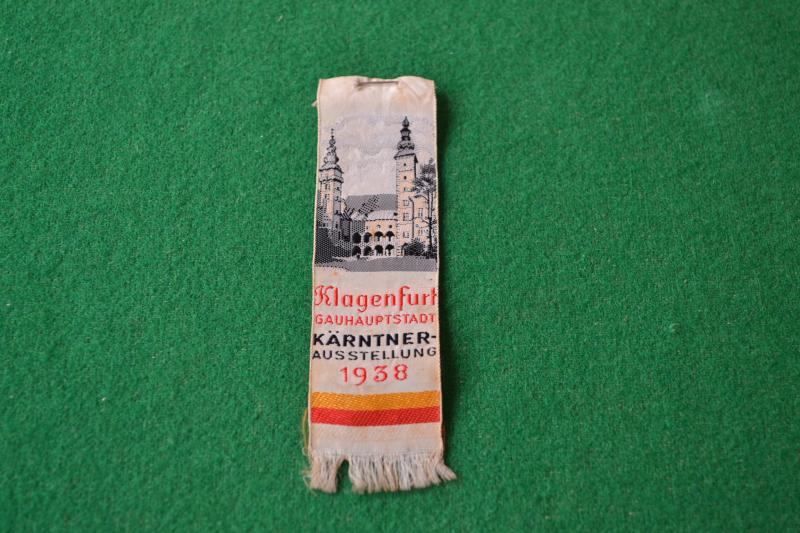 Klagenfurt
GAUHAUPTSTADT
KÄRNTNER-
AUSSTELLUNG
1938